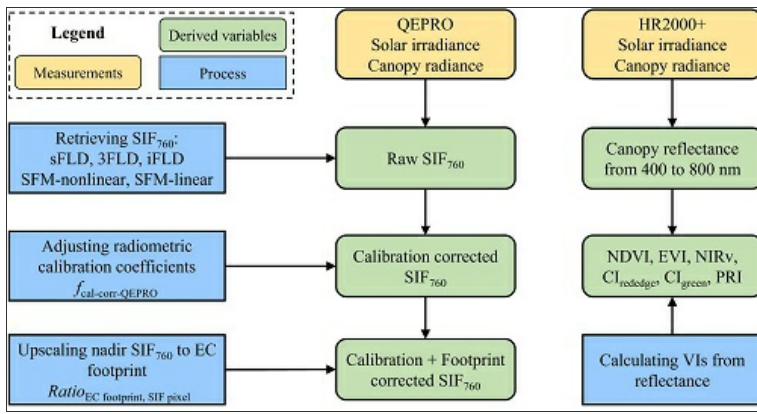 Legend
Derived variables
Measurements
Process
QEPRO
Solar irradiance
Canopy radiance
HR2000+
Solar irradiance
Canopy radiance
Retrieving SIF760:
sFLD, 3FLD, iFLD
SFM-nonlinear, SFM-linear
Raw SIF760
Canopy reflectance
from 400 to 800 nm
Adjusting radiometric
calibration coefficients
fcal-corr-QEPRO
Calibration corrected
SIF760
NDVI, EVI, NIRv,
CIrededge, CIgreen, PRI
Upscaling nadir SIF760 to EC
footprint
RatioEC footprint, SIF pixel
Calibration + Footprint
corrected SIF760
Calculating VIs from
reflectance